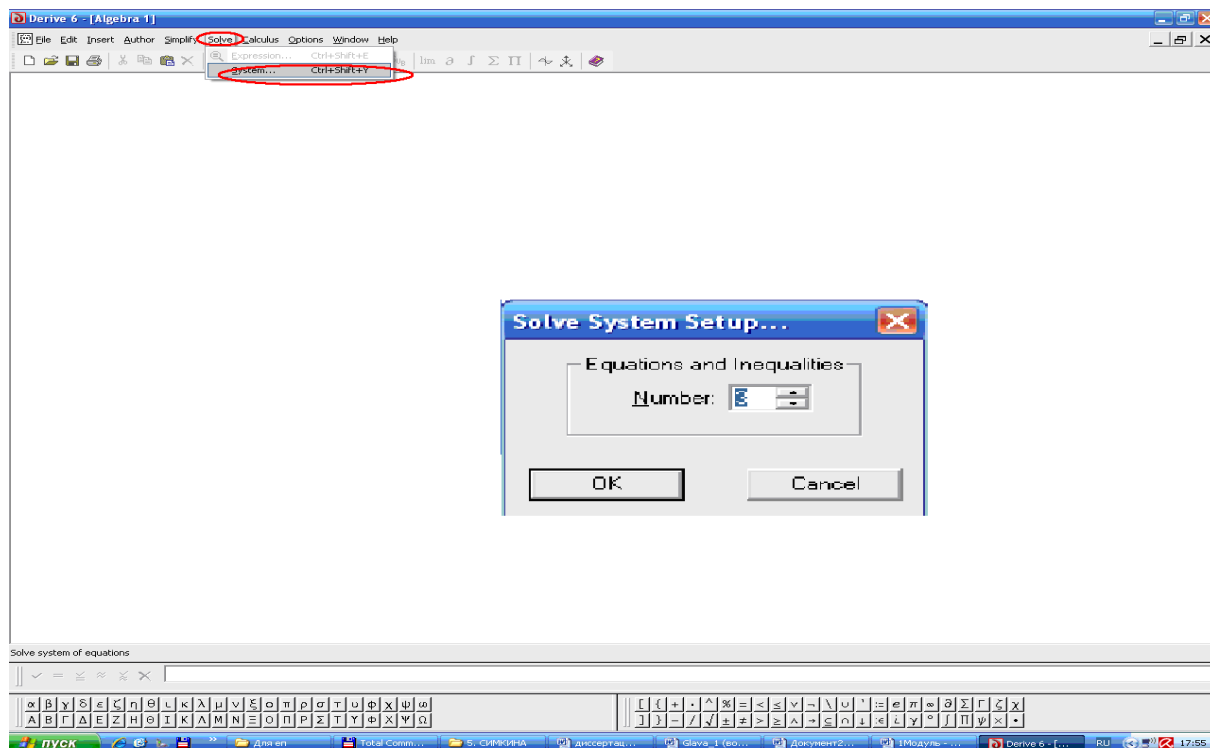 Derive 6 - [Algebra 1]
File Edit Insert Author Simplify Solve Calculus Options Window Help
Expression... Ctrl+Shift+E
lim ∂ ∫ Σ Π
System... Ctrl+Shift+Y
Solve System Setup...
Equations and Inequalities
Number:
OK Cancel
Solve system of equations
✓ = ≅ ≈ ✕
α β γ δ ε ζ η θ ι κ λ μ ν ξ ο π ρ σ τ υ φ χ ψ ω
[ { + · ^ % = < ≤ ∨ ¬ \ ∪ ' := e π ∞ ∂ Σ Γ ζ χ
Α Β Γ Δ Ε Ζ Η Θ Ι Κ Λ Μ Ν Ξ Ο Π Ρ Σ Τ Υ Φ Χ Ψ Ω
] } - / √ ± ≠ > ≥ ∧ → ⊆ ∩ ↓ :∈ i γ ° ∫ Π ψ × •
пуск Для еп Total Comm... 5. СИМКИНА диссертац... Glava_1 (во... Документ2... 1Модуль - ... Derive 6 - [... RU 17:55